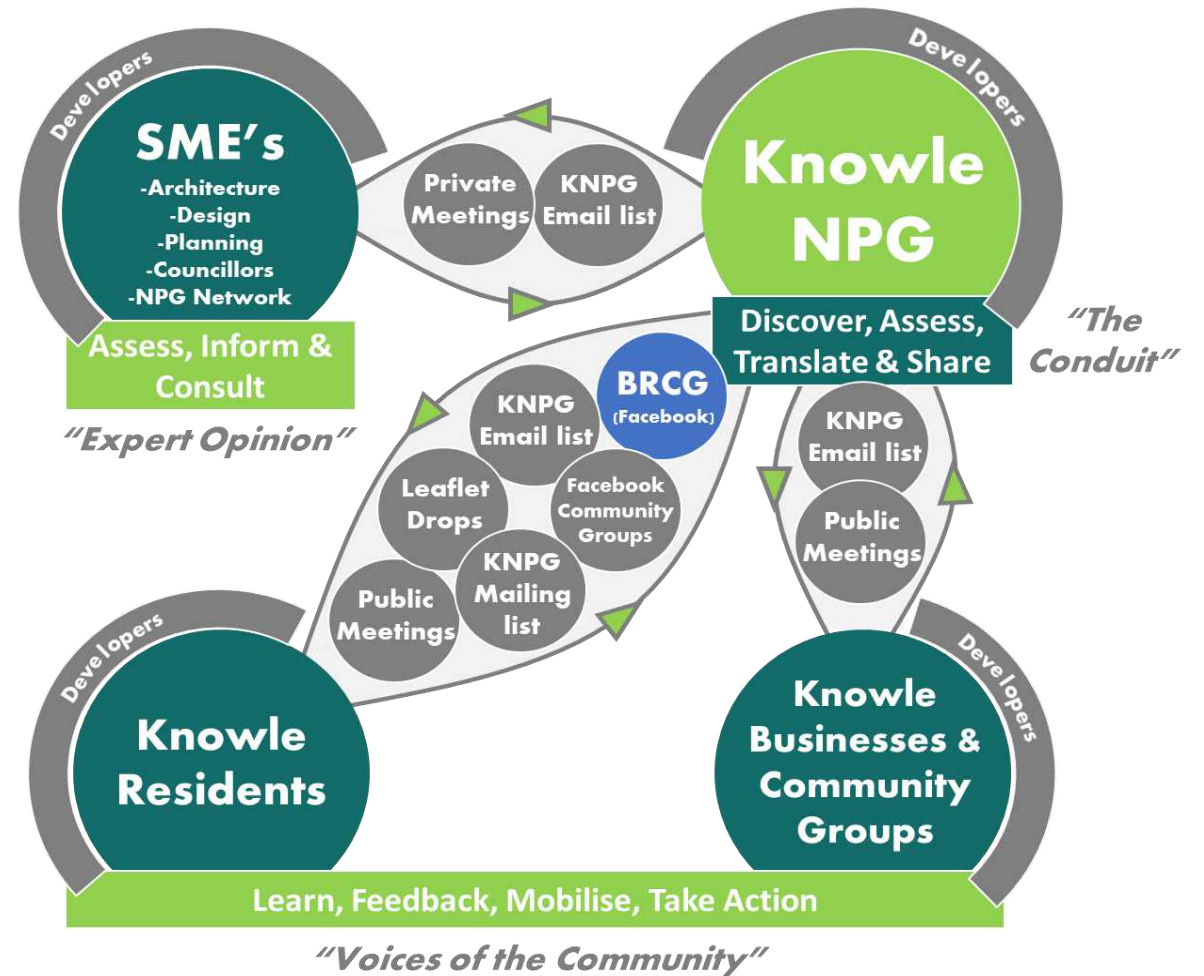 Developers
SME's
-Architecture
-Design
-Planning
-Councillors
-NPG Network
Assess, Inform &
Consult
“Expert Opinion”
Private
Meetings
KNPG
Email list
Developers
Knowle
NPG
Discover, Assess,
Translate & Share
“The
Conduit”
BRCG
(Facebook)
KNPG
Email list
Leaflet
Drops
Facebook
Community
Groups
KNPG
Mailing
list
Public
Meetings
KNPG
Email list
Public
Meetings
Developers
Knowle
Residents
Developers
Knowle
Businesses &
Community
Groups
Learn, Feedback, Mobilise, Take Action
“Voices of the Community”